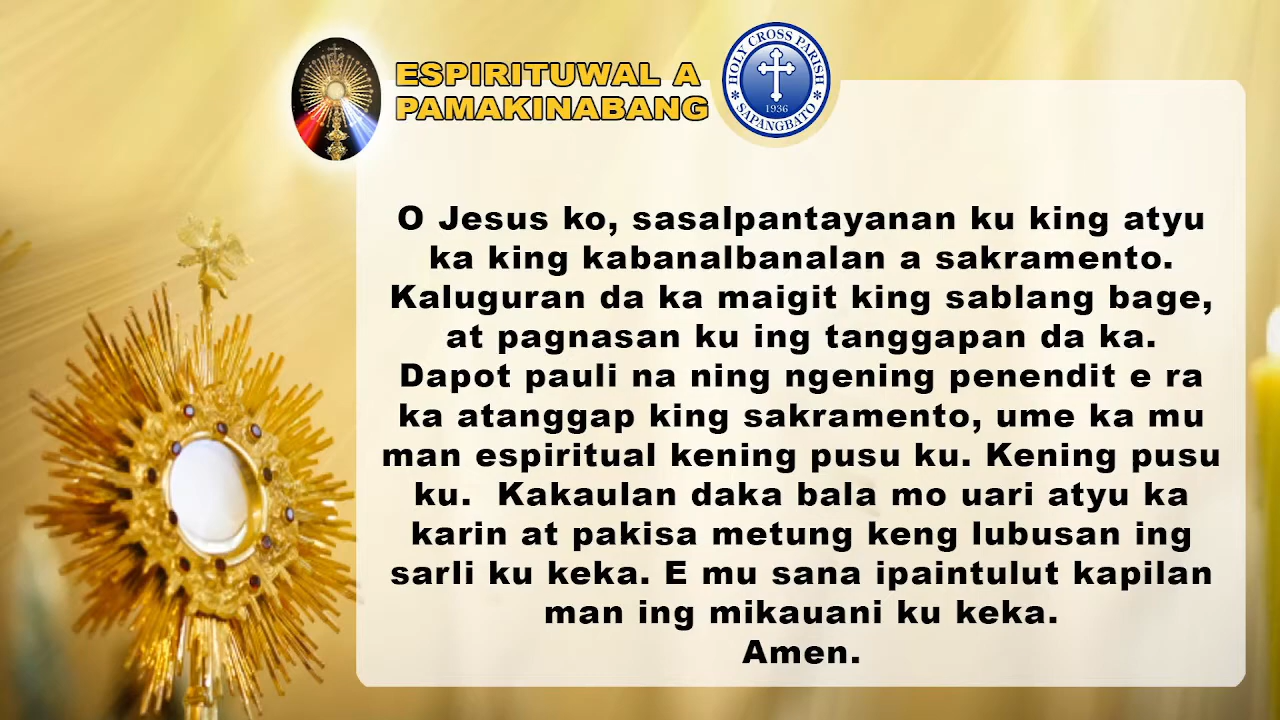 ESPIRITUWAL A
PAMAKINABANG
HOLY CROSS PARISH
1936
SAPANGBATO
O Jesus ko, sasalpantayanan ku king atyu
ka king kabanalbanalan a sakramento.
Kaluguran da ka maigit king sablang bage,
at pagnasan ku ing tanggapan da ka.
Dapot pauli na ning ngening penendit e ra
ka atanggap king sakramento, ume ka mu
man espiritual kening pusu ku. Kening pusu
ku.  Kakaulan daka bala mo uari atyu ka
karin at pakisa metung keng lubusan ing
sarli ku keka. E mu sana ipaintulut kapilan
man ing mikauani ku keka.
Amen.